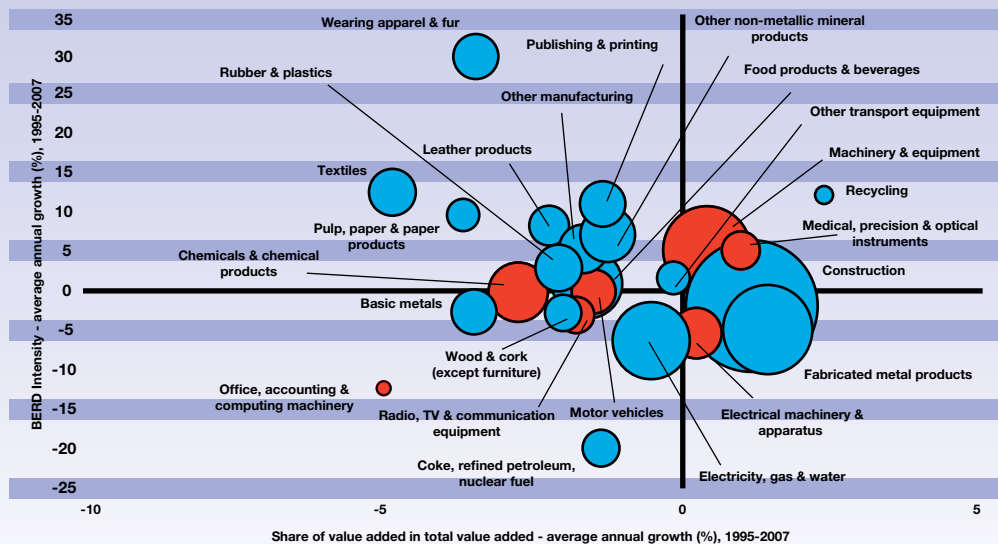 Wearing apparel & fur
Other non-metallic mineral
products
Publishing & printing
Rubber & plastics
Food products & beverages
Other manufacturing
Other transport equipment
Leather products
Machinery & equipment
Textiles
Recycling
Pulp, paper & paper
products
Medical, precision & optical
instruments
Chemicals & chemical
products
Construction
Basic metals
Wood & cork
(except furniture)
Fabricated metal products
Office, accounting &
computing machinery
Radio, TV & communication
equipment
Motor vehicles
Electrical machinery &
apparatus
Coke, refined petroleum,
nuclear fuel
Electricity, gas & water
BERD Intensity - average annual growth (%), 1995-2007
35
30
25
20
15
10
5
0
-5
-10
-15
-20
-25
-10
-5
0
5
Share of value added in total value added - average annual growth (%), 1995-2007